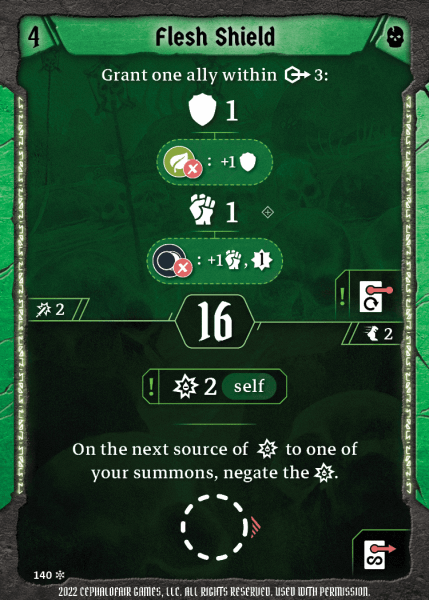 4 Flesh Shield
Grant one ally within 3:
1
: +1
1
: +1 , 1
! 
2
16
2
! 2 self
On the next source of to one of
your summons, negate the .
!
140
2022 CEPHALOFAIR GAMES, LLC. ALL RIGHTS RESERVED. USED WITH PERMISSION.